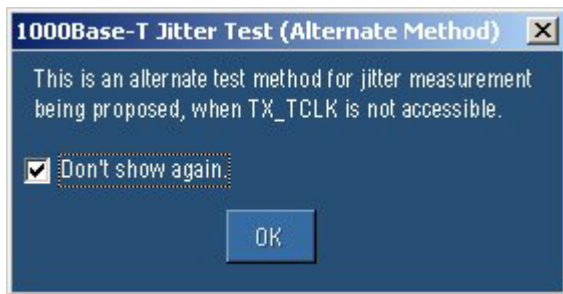 1000Base-T Jitter Test (Alternate Method)
This is an alternate test method for jitter measurement
being proposed, when TX_TCLK is not accessible.
Don't show again.
OK